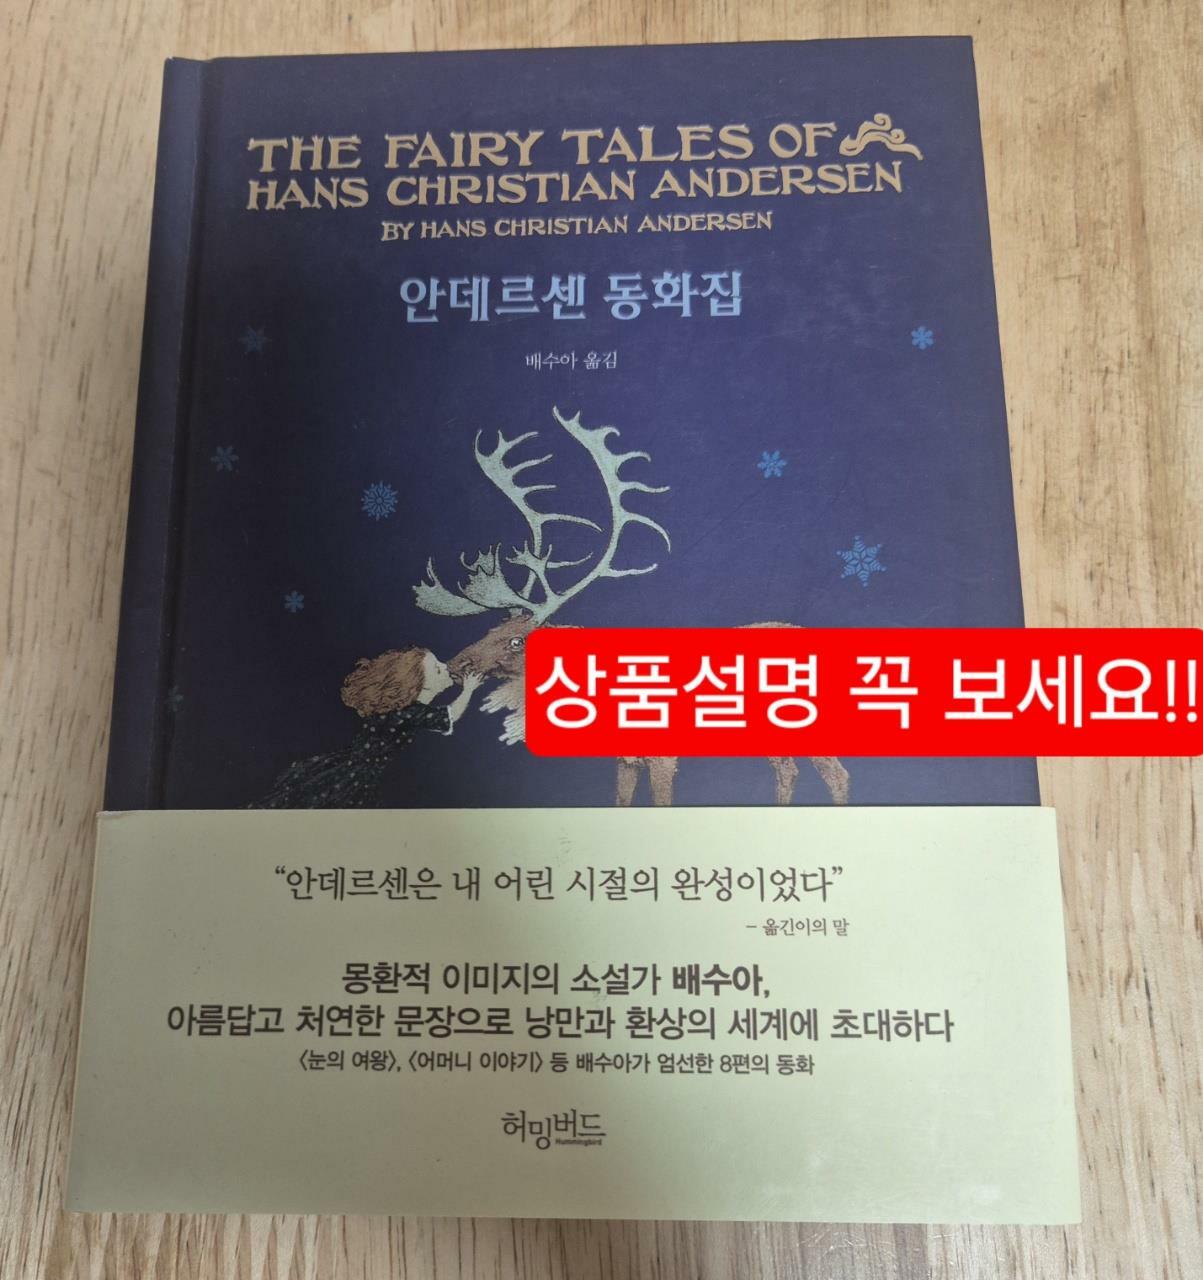 THE FAIRY TALES OF
HANS CHRISTIAN ANDERSEN
BY HANS CHRISTIAN ANDERSEN
안데르센 동화집
배수아 옮김
상품설명 꼭 보세요!!
“안데르센은 내 어린 시절의 완성이었다”
- 옮긴이의 말
몽환적 이미지의 소설가 배수아,
아름답고 처연한 문장으로 낭만과 환상의 세계에 초대하다
〈눈의 여왕〉, 〈어머니 이야기〉 등 배수아가 엄선한 8편의 동화
허밍버드
Hummingbird